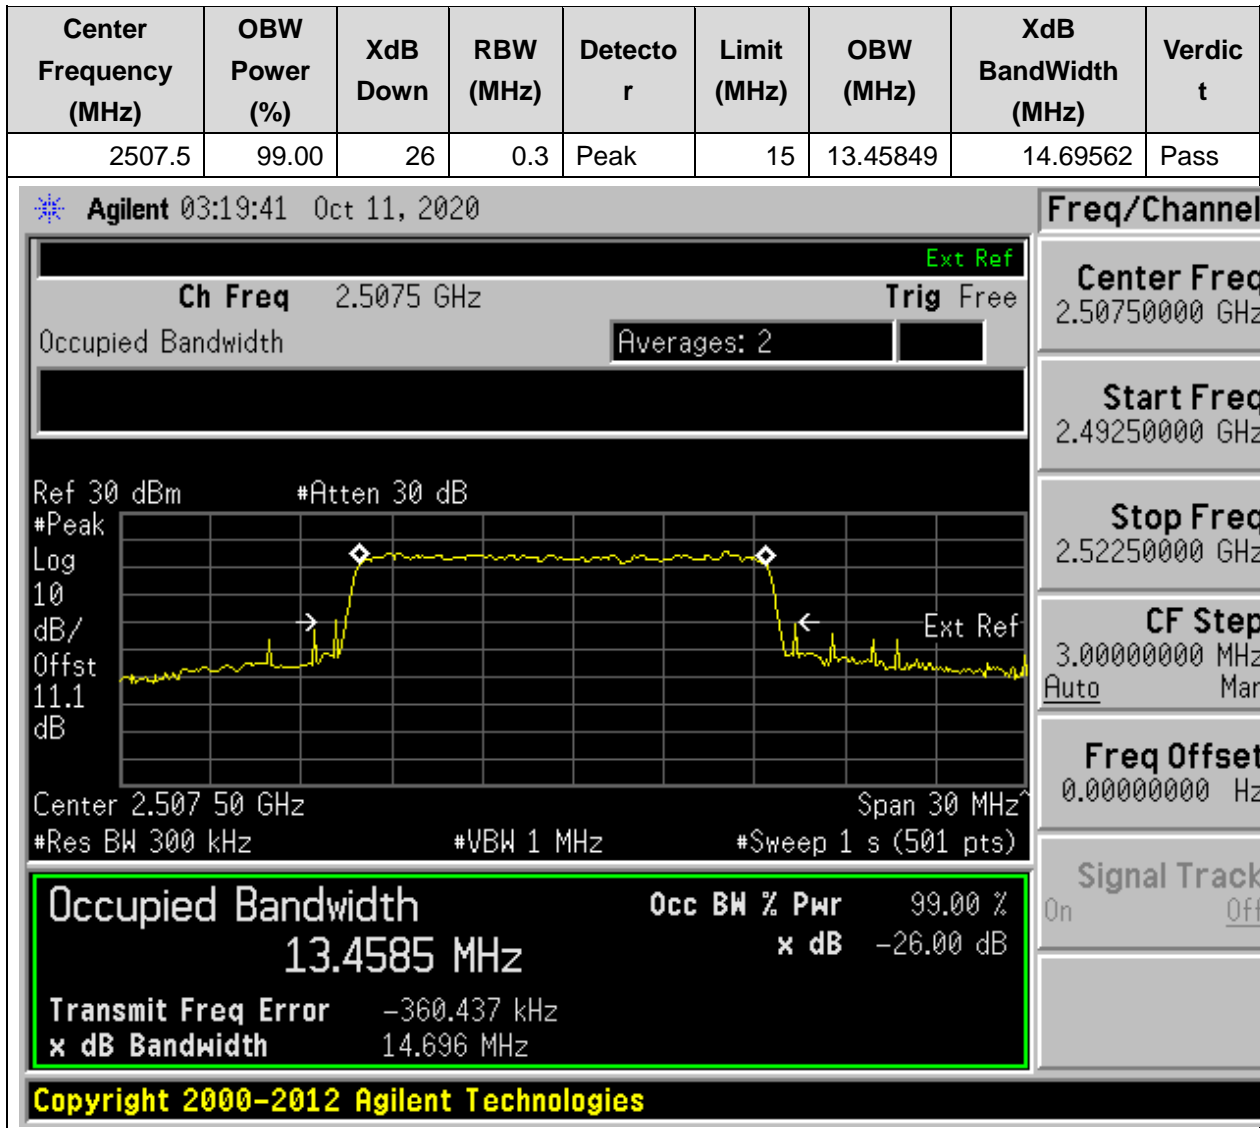 Center Frequency (MHz) OBW Power (%) XdB Down RBW (MHz) Detector Limit (MHz) OBW (MHz) XdB BandWidth (MHz) Verdict
2507.5 99.00 26 0.3 Peak 15 13.45849 14.69562 Pass
Agilent 03:19:41 Oct 11, 2020
Freq/Channel
Ext Ref
Ch Freq 2.5075 GHz Trig Free
Occupied Bandwidth Averages: 2
Center Freq
2.50750000 GHz
Start Freq
2.49250000 GHz
Stop Freq
2.52250000 GHz
CF Step
3.00000000 MHz
Auto Man
Freq Offset
0.00000000 Hz
Signal Track
On Off
Ref 30 dBm #Atten 30 dB
#Peak
Log
10
dB/
Offst
11.1
dB
Ext Ref
Center 2.507 50 GHz Span 30 MHz^
#Res BW 300 kHz #VBW 1 MHz #Sweep 1 s (501 pts)
Occupied Bandwidth Occ BW % Pwr 99.00 %
13.4585 MHz x dB -26.00 dB
Transmit Freq Error -360.437 kHz
x dB Bandwidth 14.696 MHz
Copyright 2000-2012 Agilent Technologies